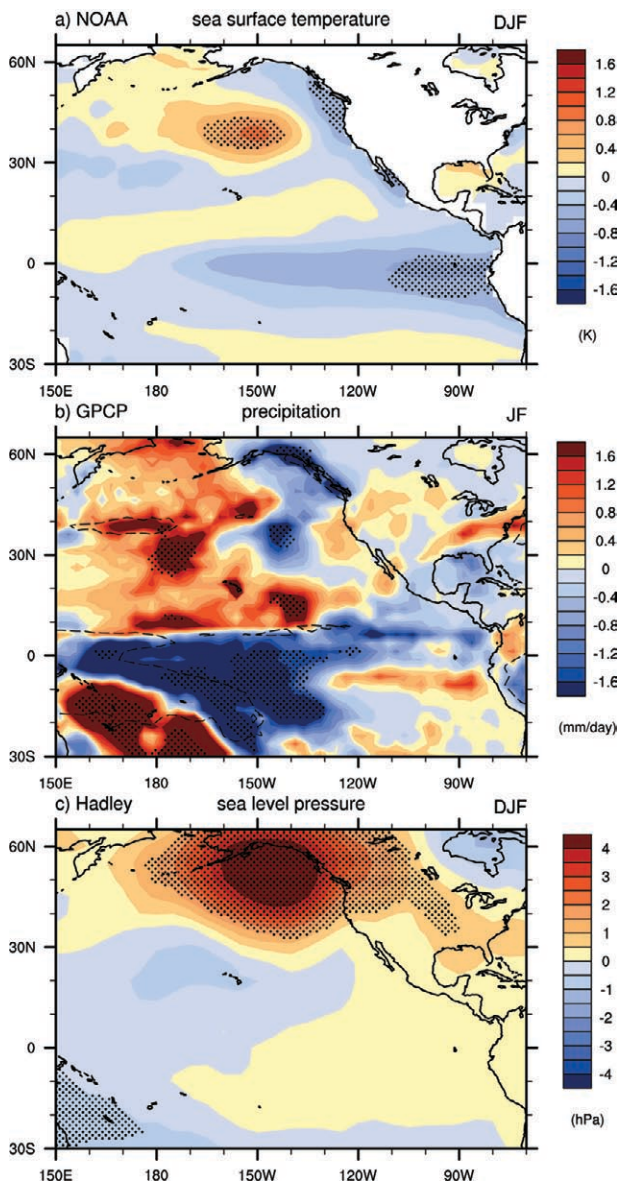 a) NOAA sea surface temperature DJF
60N
30N
0
30S
150E 180 150W 120W 90W
1.6
1.2
0.8
0.4
0
-0.4
-0.8
-1.2
-1.6
(K)
b) GPCP precipitation JF
60N
30N
0
30S
150E 180 150W 120W 90W
1.6
1.2
0.8
0.4
0
-0.4
-0.8
-1.2
-1.6
(mm/day)
c) Hadley sea level pressure DJF
60N
30N
0
30S
150E 180 150W 120W 90W
4
3
2
1
0
-1
-2
-3
-4
(hPa)